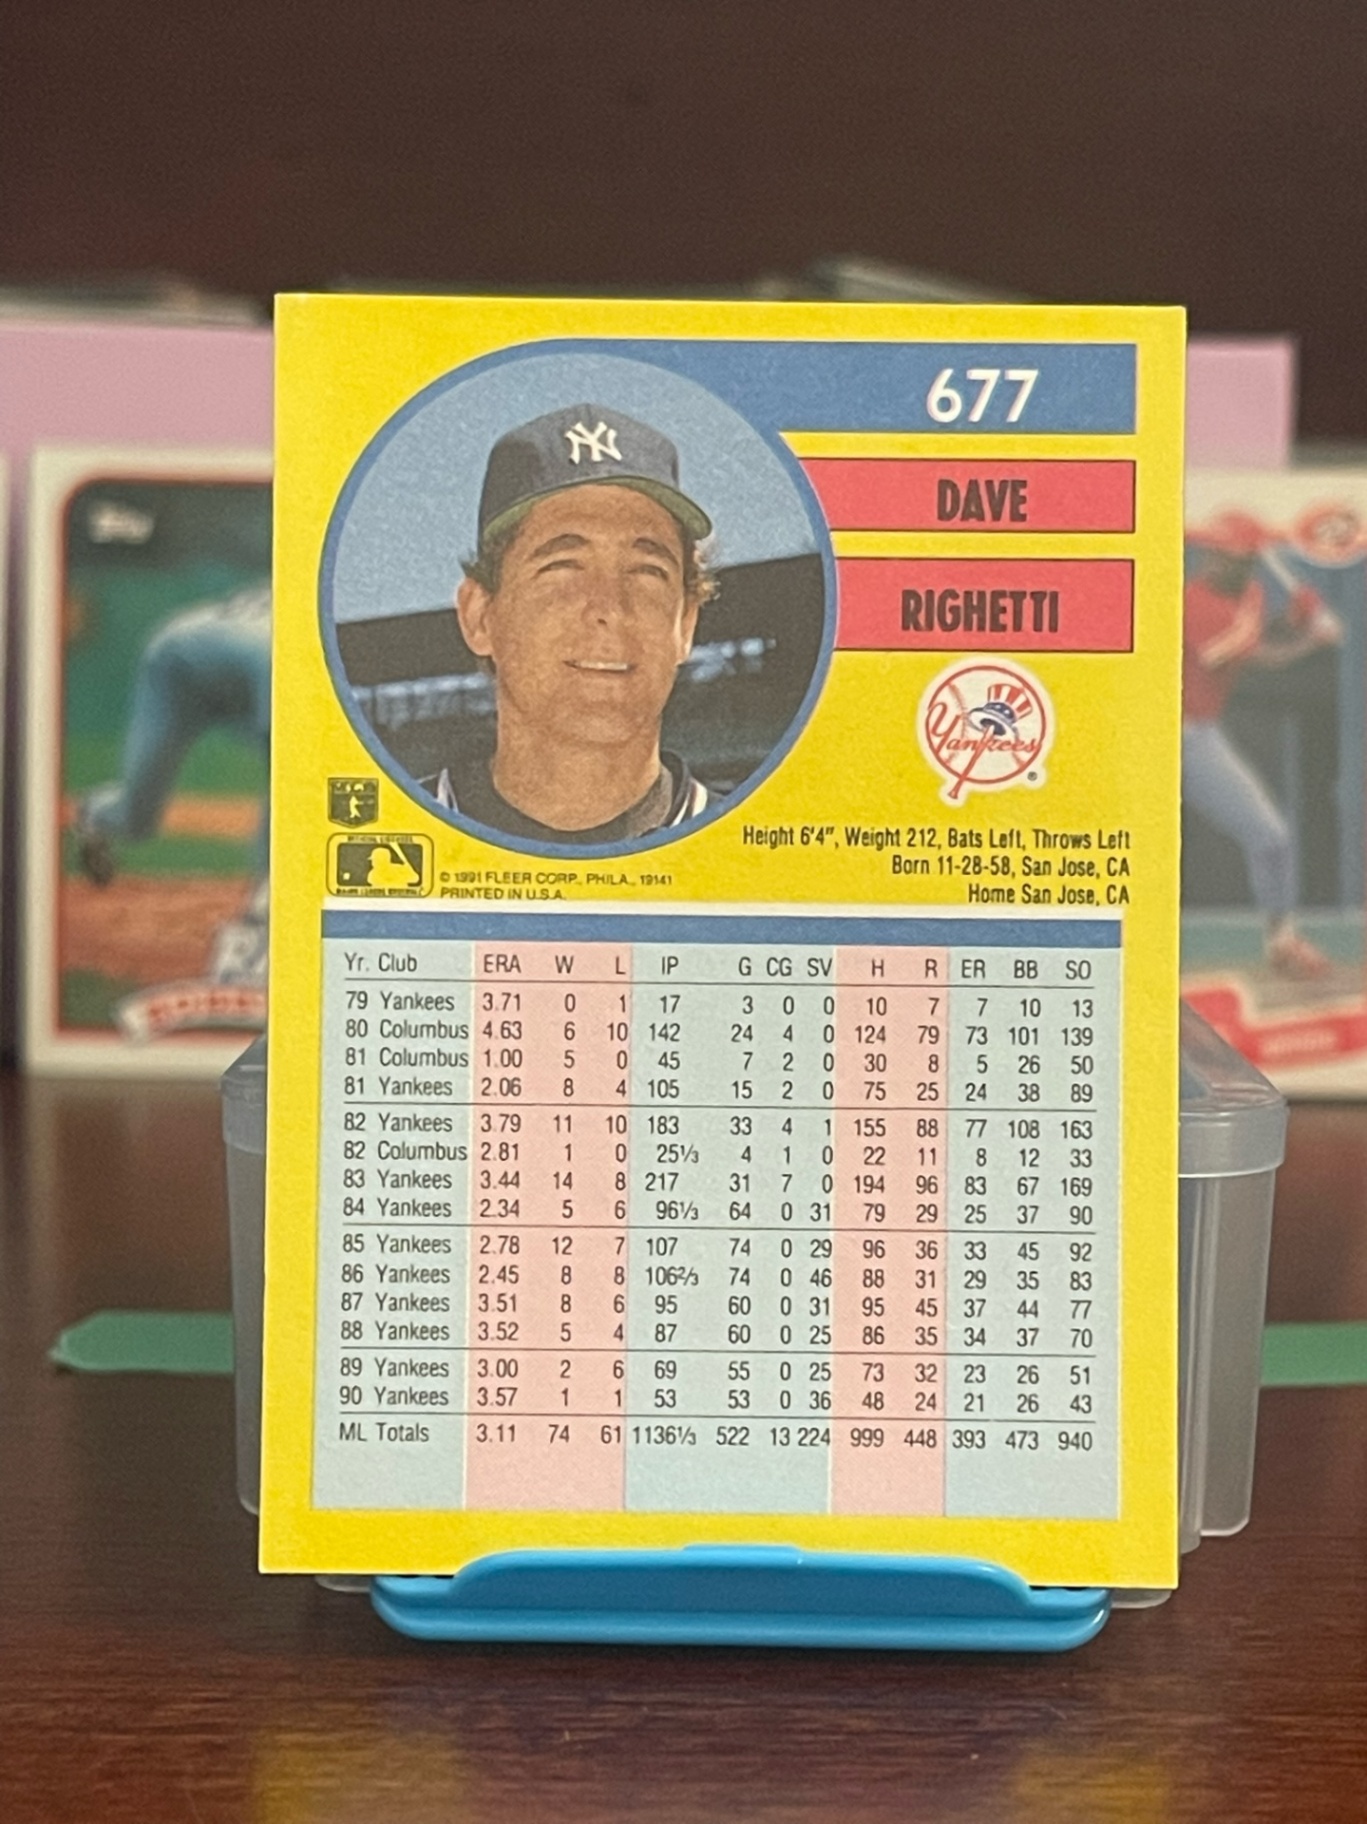 677
DAVE
RIGHETTI
NY
Yankees
®
Height 6'4", Weight 212, Bats Left, Throws Left
Born 11-28-58, San Jose, CA
Home San Jose, CA
© 1991 FLEER CORP., PHILA., 19141
PRINTED IN U.S.A.
Yr. Club ERA W L IP G CG SV H R ER BB SO
79 Yankees 3.71 0 1 17 3 0 0 10 7 7 10 13
80 Columbus 4.63 6 10 142 24 4 0 124 79 73 101 139
81 Columbus 1.00 5 0 45 7 2 0 30 8 5 26 50
81 Yankees 2.06 8 4 105 15 2 0 75 25 24 38 89
82 Yankees 3.79 11 10 183 33 4 1 155 88 77 108 163
82 Columbus 2.81 1 0 25⅓ 4 1 0 22 11 8 12 33
83 Yankees 3.44 14 8 217 31 7 0 194 96 83 67 169
84 Yankees 2.34 5 6 96⅓ 64 0 31 79 29 25 37 90
85 Yankees 2.78 12 7 107 74 0 29 96 36 33 45 92
86 Yankees 2.45 8 8 106⅔ 74 0 46 88 31 29 35 83
87 Yankees 3.51 8 6 95 60 0 31 95 45 37 44 77
88 Yankees 3.52 5 4 87 60 0 25 86 35 34 37 70
89 Yankees 3.00 2 6 69 55 0 25 73 32 23 26 51
90 Yankees 3.57 1 1 53 53 0 36 48 24 21 26 43
ML Totals 3.11 74 61 1136⅓ 522 13 224 999 448 393 473 940